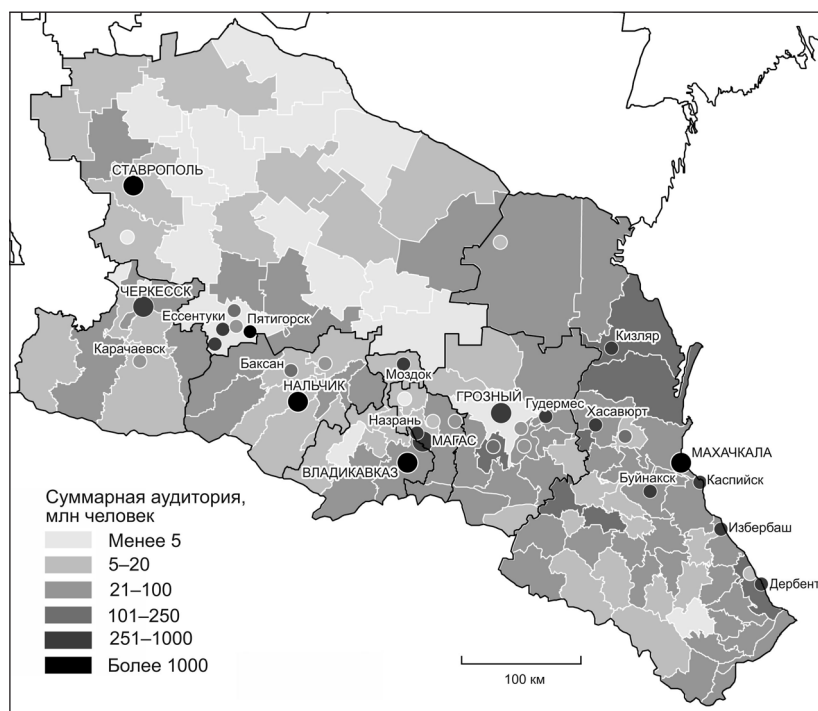 СТАВРОПОЛЬ
ЧЕРКЕССК
Ессентуки
Пятигорск
Кизляр
Карачаевск
Баксан
Моздок
НАЛЬЧИК
ГРОЗНЫЙ
Гудермес
Хасавюрт
Назрань
МАГАС
ВЛАДИКАВКАЗ
МАХАЧКАЛА
Каспийск
Буйнакск
Избербаш
Дербент
Суммарная аудитория,
млн человек
Менее 5
5–20
21–100
101–250
251–1000
Более 1000
100 км